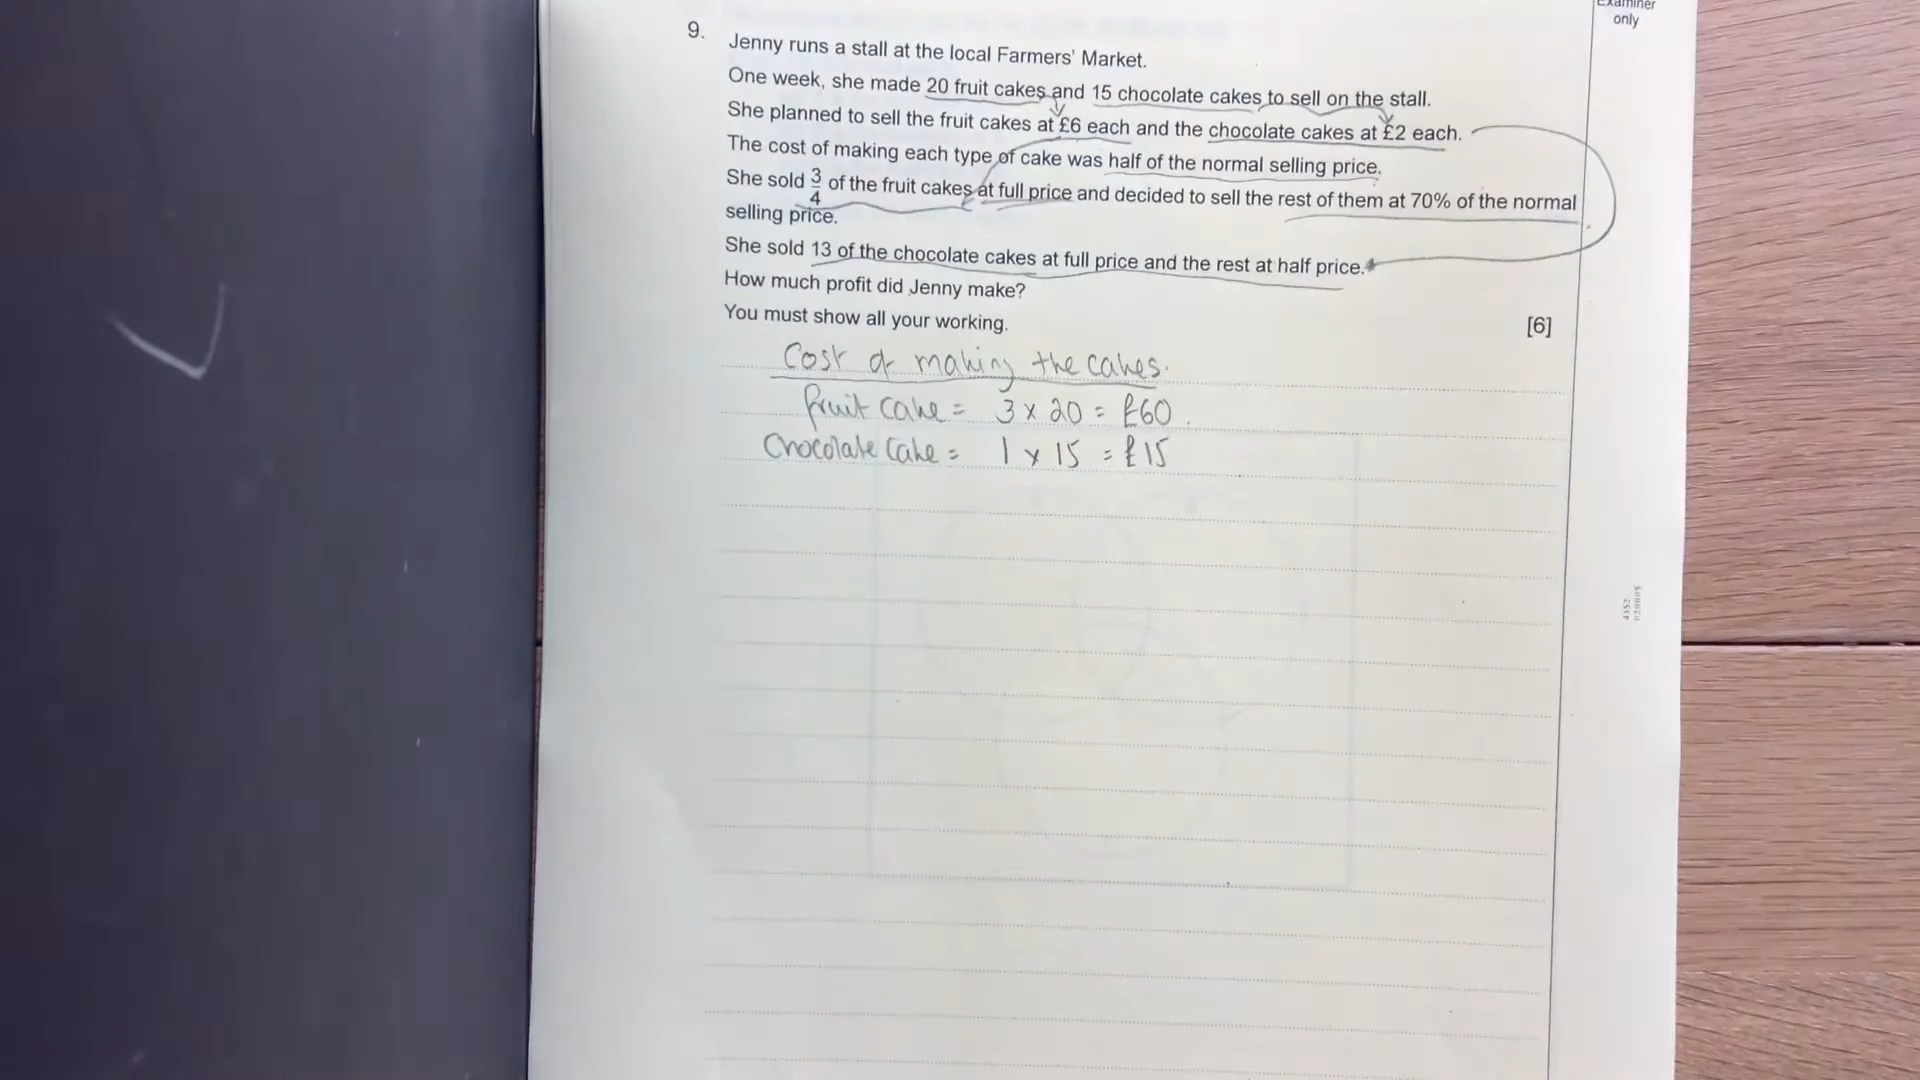 Examiner
only
9.
Jenny runs a stall at the local Farmers' Market.
One week, she made 20 fruit cakes and 15 chocolate cakes to sell on the stall.
She planned to sell the fruit cakes at £6 each and the chocolate cakes at £2 each.
The cost of making each type of cake was half of the normal selling price.
She sold 3/4 of the fruit cakes at full price and decided to sell the rest of them at 70% of the normal
selling price.
She sold 13 of the chocolate cakes at full price and the rest at half price.
How much profit did Jenny make?
You must show all your working.
[6]
Cost of making the cakes.
fruit cake = 3 x 20 = £60.
Chocolate cake = 1 x 15 = £15